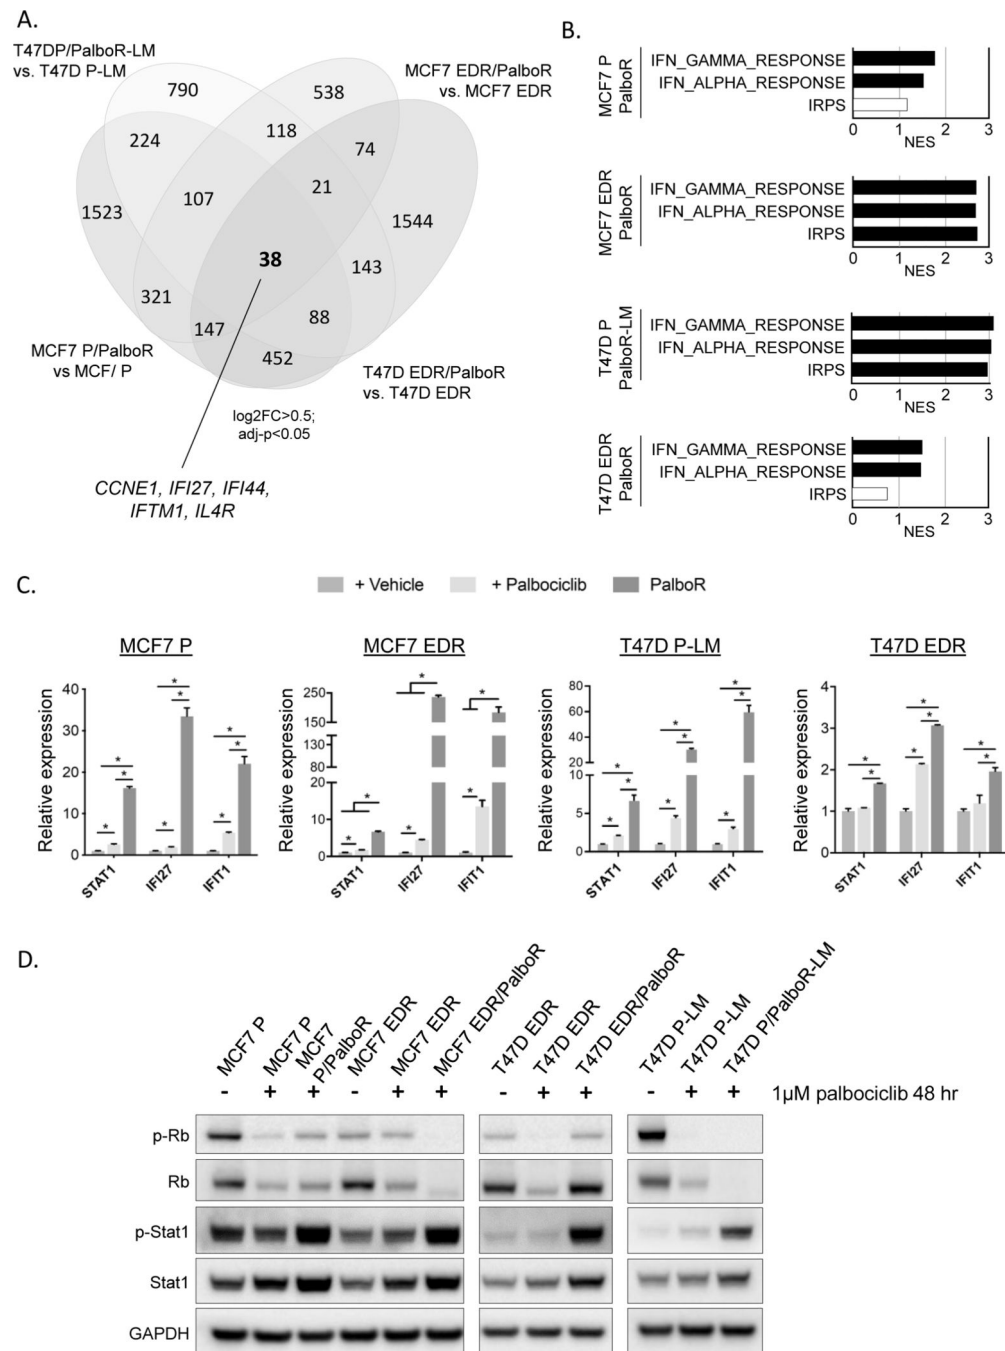 A.
T47DP/PalboR-LM
vs. T47D P-LM
MCF7 EDR/PalboR
vs. MCF7 EDR
790
538
224
118
74
1523
107
21
1544
38
143
321
147
88
452
MCF7 P/PalboR
vs MCF/ P
T47D EDR/PalboR
vs. T47D EDR
log2FC>0.5;
adj-p<0.05
CCNE1, IFI27, IFI44,
IFTM1, IL4R
B.
MCF7 P
PalboR
IFN_GAMMA_RESPONSE
IFN_ALPHA_RESPONSE
IRPS
0 1 2 3
NES
MCF7 EDR
PalboR
IFN_GAMMA_RESPONSE
IFN_ALPHA_RESPONSE
IRPS
0 1 2 3
NES
T47D P
PalboR-LM
IFN_GAMMA_RESPONSE
IFN_ALPHA_RESPONSE
IRPS
0 1 2 3
NES
T47D EDR
PalboR
IFN_GAMMA_RESPONSE
IFN_ALPHA_RESPONSE
IRPS
0 1 2 3
NES
C.
+ Vehicle + Palbociclib PalboR
MCF7 P
Relative expression
40
30
20
10
0
* * * * * * * *
STAT1 IFI27 IFIT1
MCF7 EDR
Relative expression
250
150
130
80
20
10
0
* * * * * *
STAT1 IFI27 IFIT1
T47D P-LM
Relative expression
80
60
40
20
10
5
0
* * * * * * * * *
STAT1 IFI27 IFIT1
T47D EDR
Relative expression
4
3
2
1
0
* * * * * * *
STAT1 IFI27 IFIT1
D.
MCF7 P
MCF7 P
MCF7
P/PalboR
MCF7 EDR
MCF7 EDR
MCF7 EDR/PalboR
T47D EDR
T47D EDR
T47D EDR/PalboR
T47D P-LM
T47D P-LM
T47D P/PalboR-LM
- + + - + + - + + - + + 1µM palbociclib 48 hr
p-Rb
Rb
p-Stat1
Stat1
GAPDH